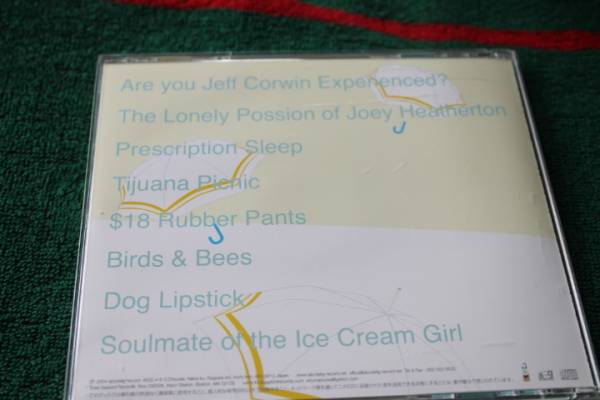 Are you Jeff Corwin Experienced?
The Lonely Possion of Joey Heatherton
Prescription Sleep
Tijuana Picnic
$18 Rubber Pants
Birds & Bees
Dog Lipstick
Soulmate of the Ice Cream Girl